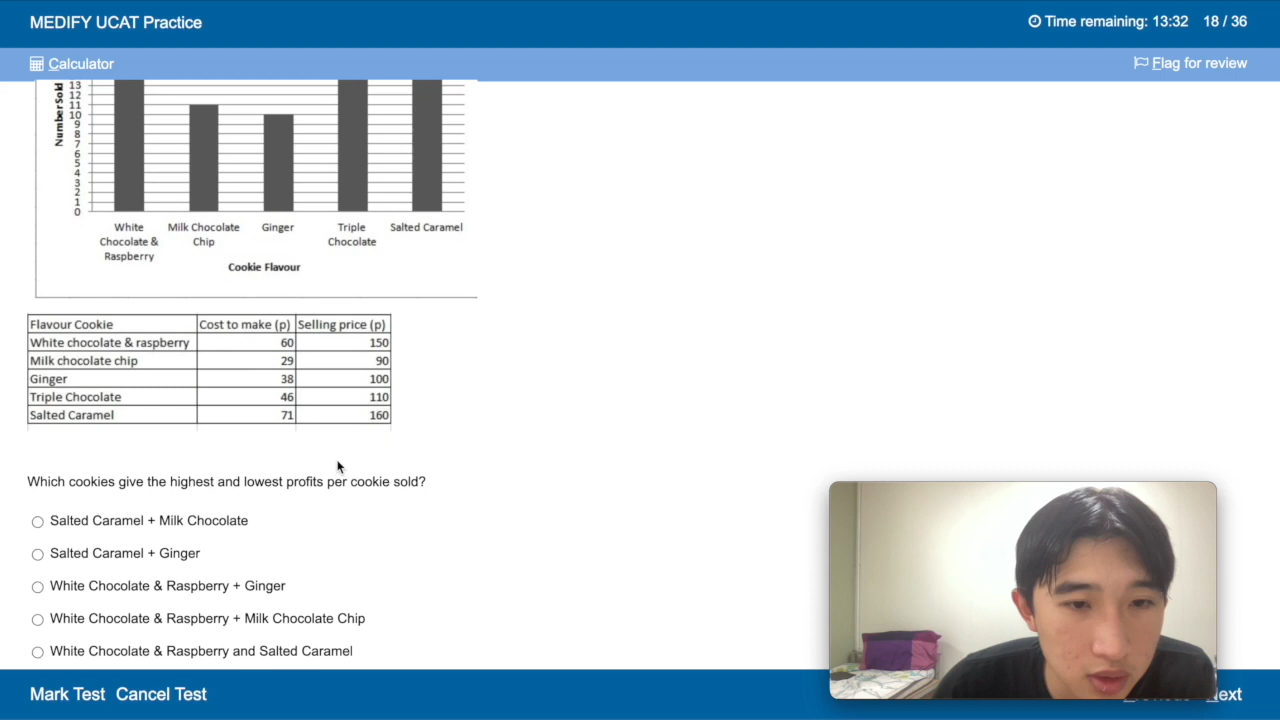 MEDIFY UCAT Practice
Time remaining: 13:32 18 / 36
Calculator
Flag for review
Number Sold
13
12
11
10
9
8
7
6
5
4
3
2
1
0
White Chocolate & Raspberry
Milk Chocolate Chip
Ginger
Triple Chocolate
Salted Caramel
Cookie Flavour
Flavour Cookie Cost to make (p) Selling price (p)
White chocolate & raspberry 60 150
Milk chocolate chip 29 90
Ginger 38 100
Triple Chocolate 46 110
Salted Caramel 71 160
Which cookies give the highest and lowest profits per cookie sold?
Salted Caramel + Milk Chocolate
Salted Caramel + Ginger
White Chocolate & Raspberry + Ginger
White Chocolate & Raspberry + Milk Chocolate Chip
White Chocolate & Raspberry and Salted Caramel
Mark Test Cancel Test